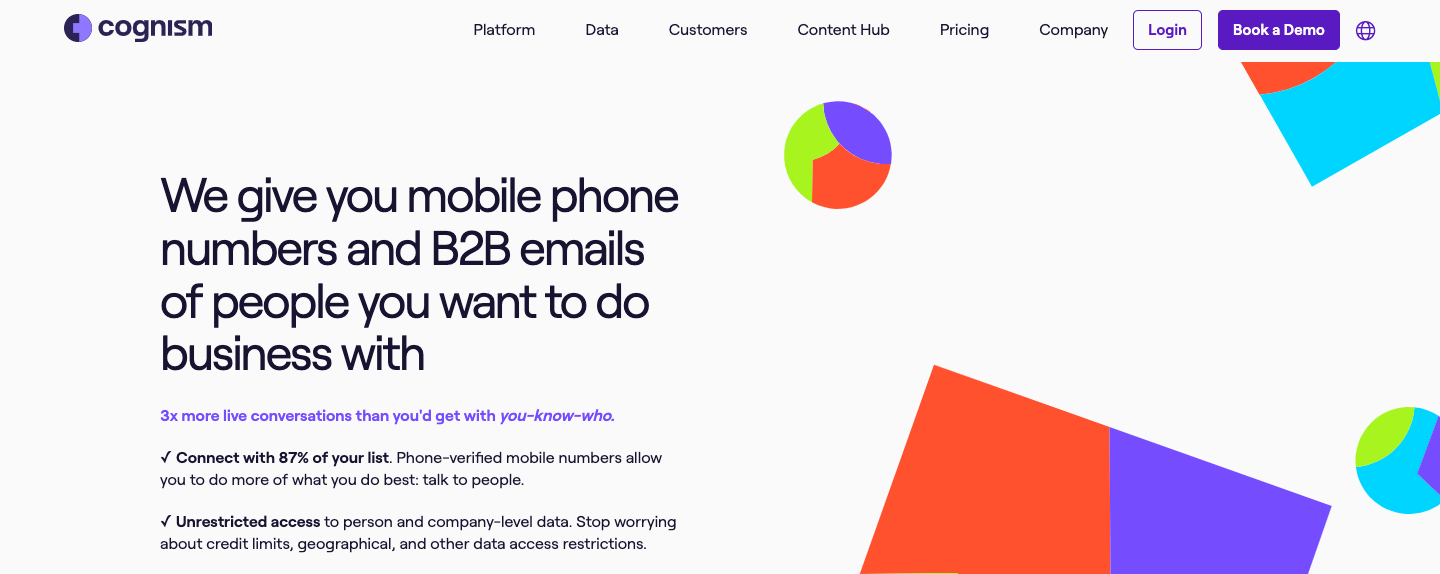 cognism
Platform
Data
Customers
Content Hub
Pricing
Company
Login
Book a Demo
We give you mobile phone
numbers and B2B emails
of people you want to do
business with
3x more live conversations than you'd get with you-know-who.
✓ Connect with 87% of your list. Phone-verified mobile numbers allow
you to do more of what you do best: talk to people.
✓ Unrestricted access to person and company-level data. Stop worrying
about credit limits, geographical, and other data access restrictions.